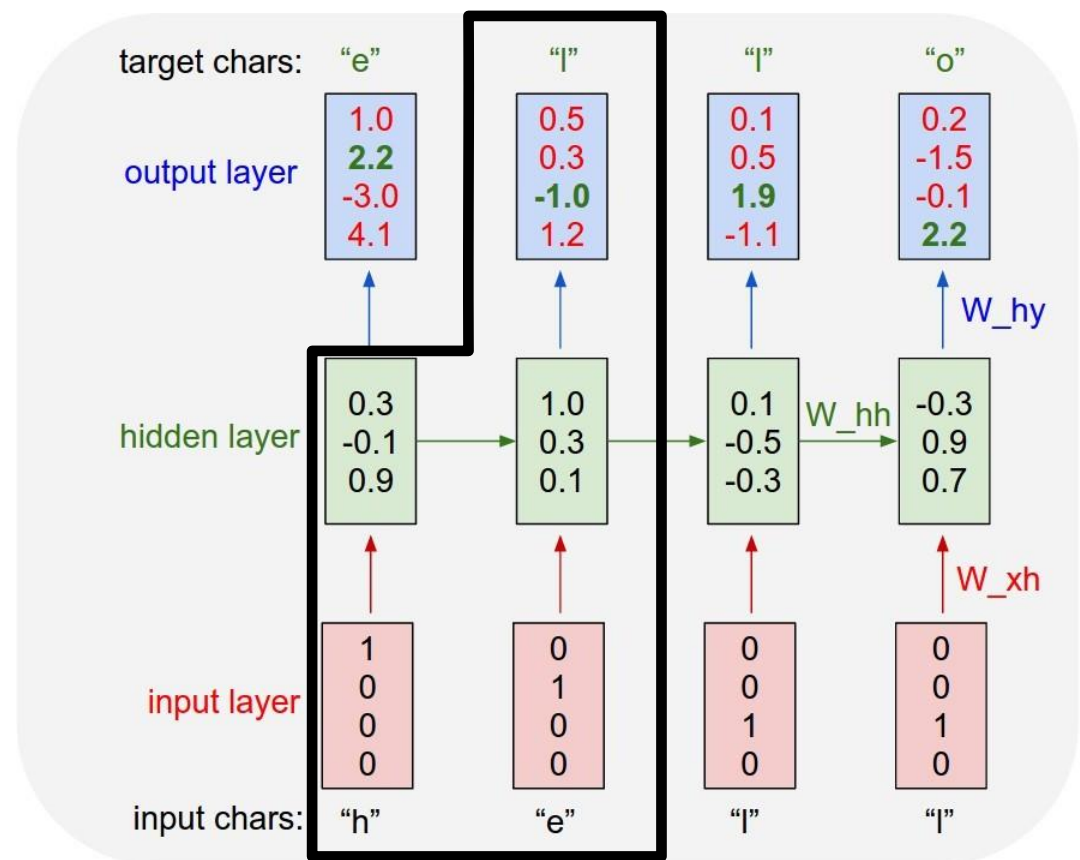 target chars: “e” “l” “l” “o”
1.0 0.5 0.1 0.2
2.2 0.3 0.5 -1.5
output layer
-3.0 -1.0 1.9 -0.1
4.1 1.2 -1.1 2.2
W_hy
0.3 1.0 0.1 -0.3
W_hh
hidden layer -0.1 0.3 -0.5 0.9
0.9 0.1 -0.3 0.7
W_xh
1 0 0 0
0 1 0 0
input layer
0 0 1 1
0 0 0 0
input chars: “h” “e” “l” “l”